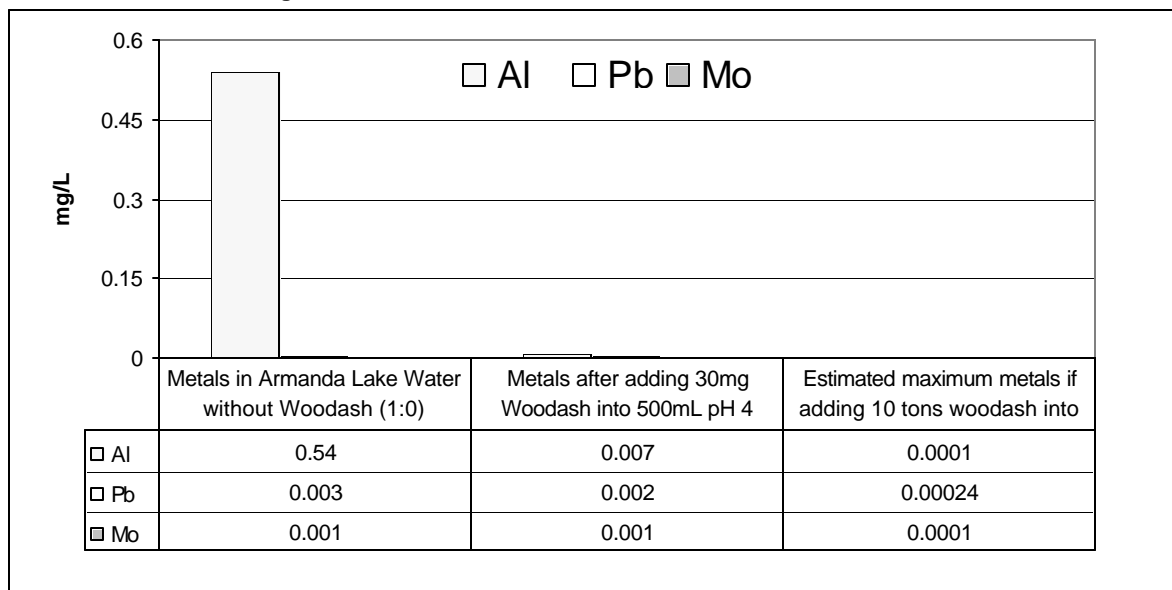 0.6
Al Pb Mo
0.45
mg/L
0.3
0.15
0
Metals in Armanda Lake Water Metals after adding 30mg Estimated maximum metals if
without Woodash (1:0) Woodash into 500mL pH 4 adding 10 tons woodash into
Al 0.54 0.007 0.0001
Pb 0.003 0.002 0.00024
Mo 0.001 0.001 0.0001